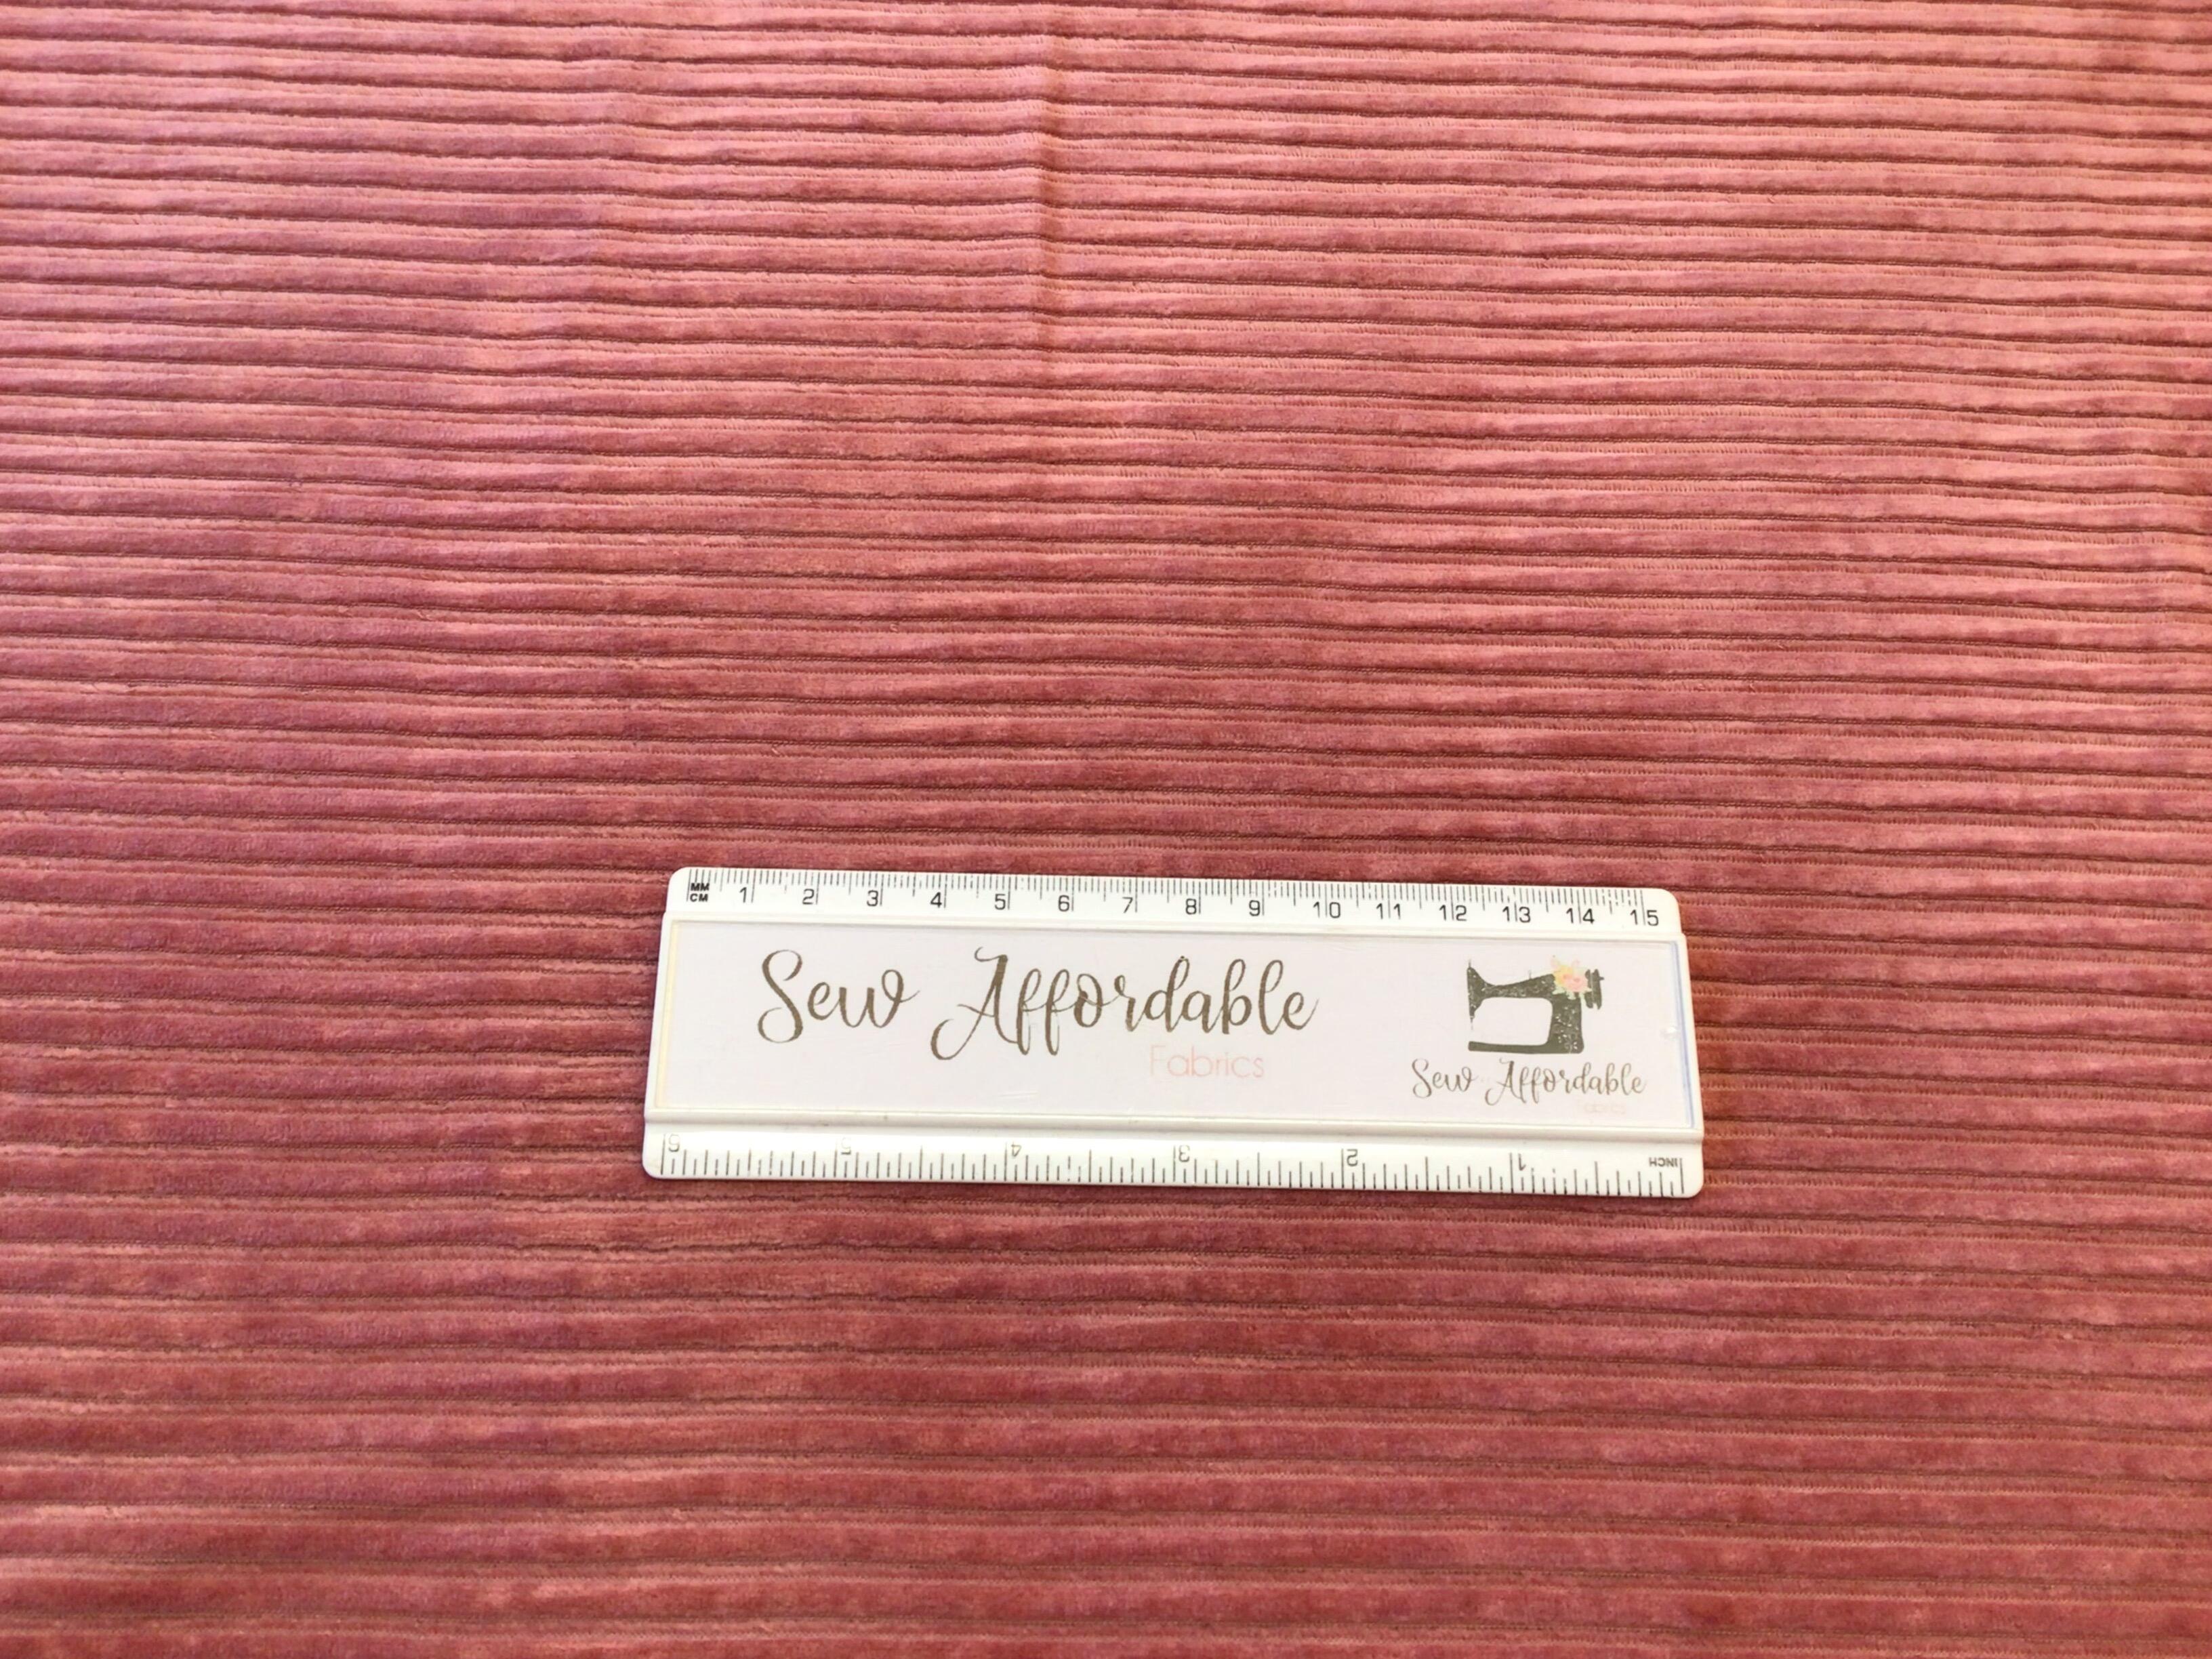 MM
CM
1 2 3 4 5 6 7 8 9 10 11 12 13 14 15
Sew Affordable
Fabrics
Sew Affordable
6 5 4 3 2 1 INCH